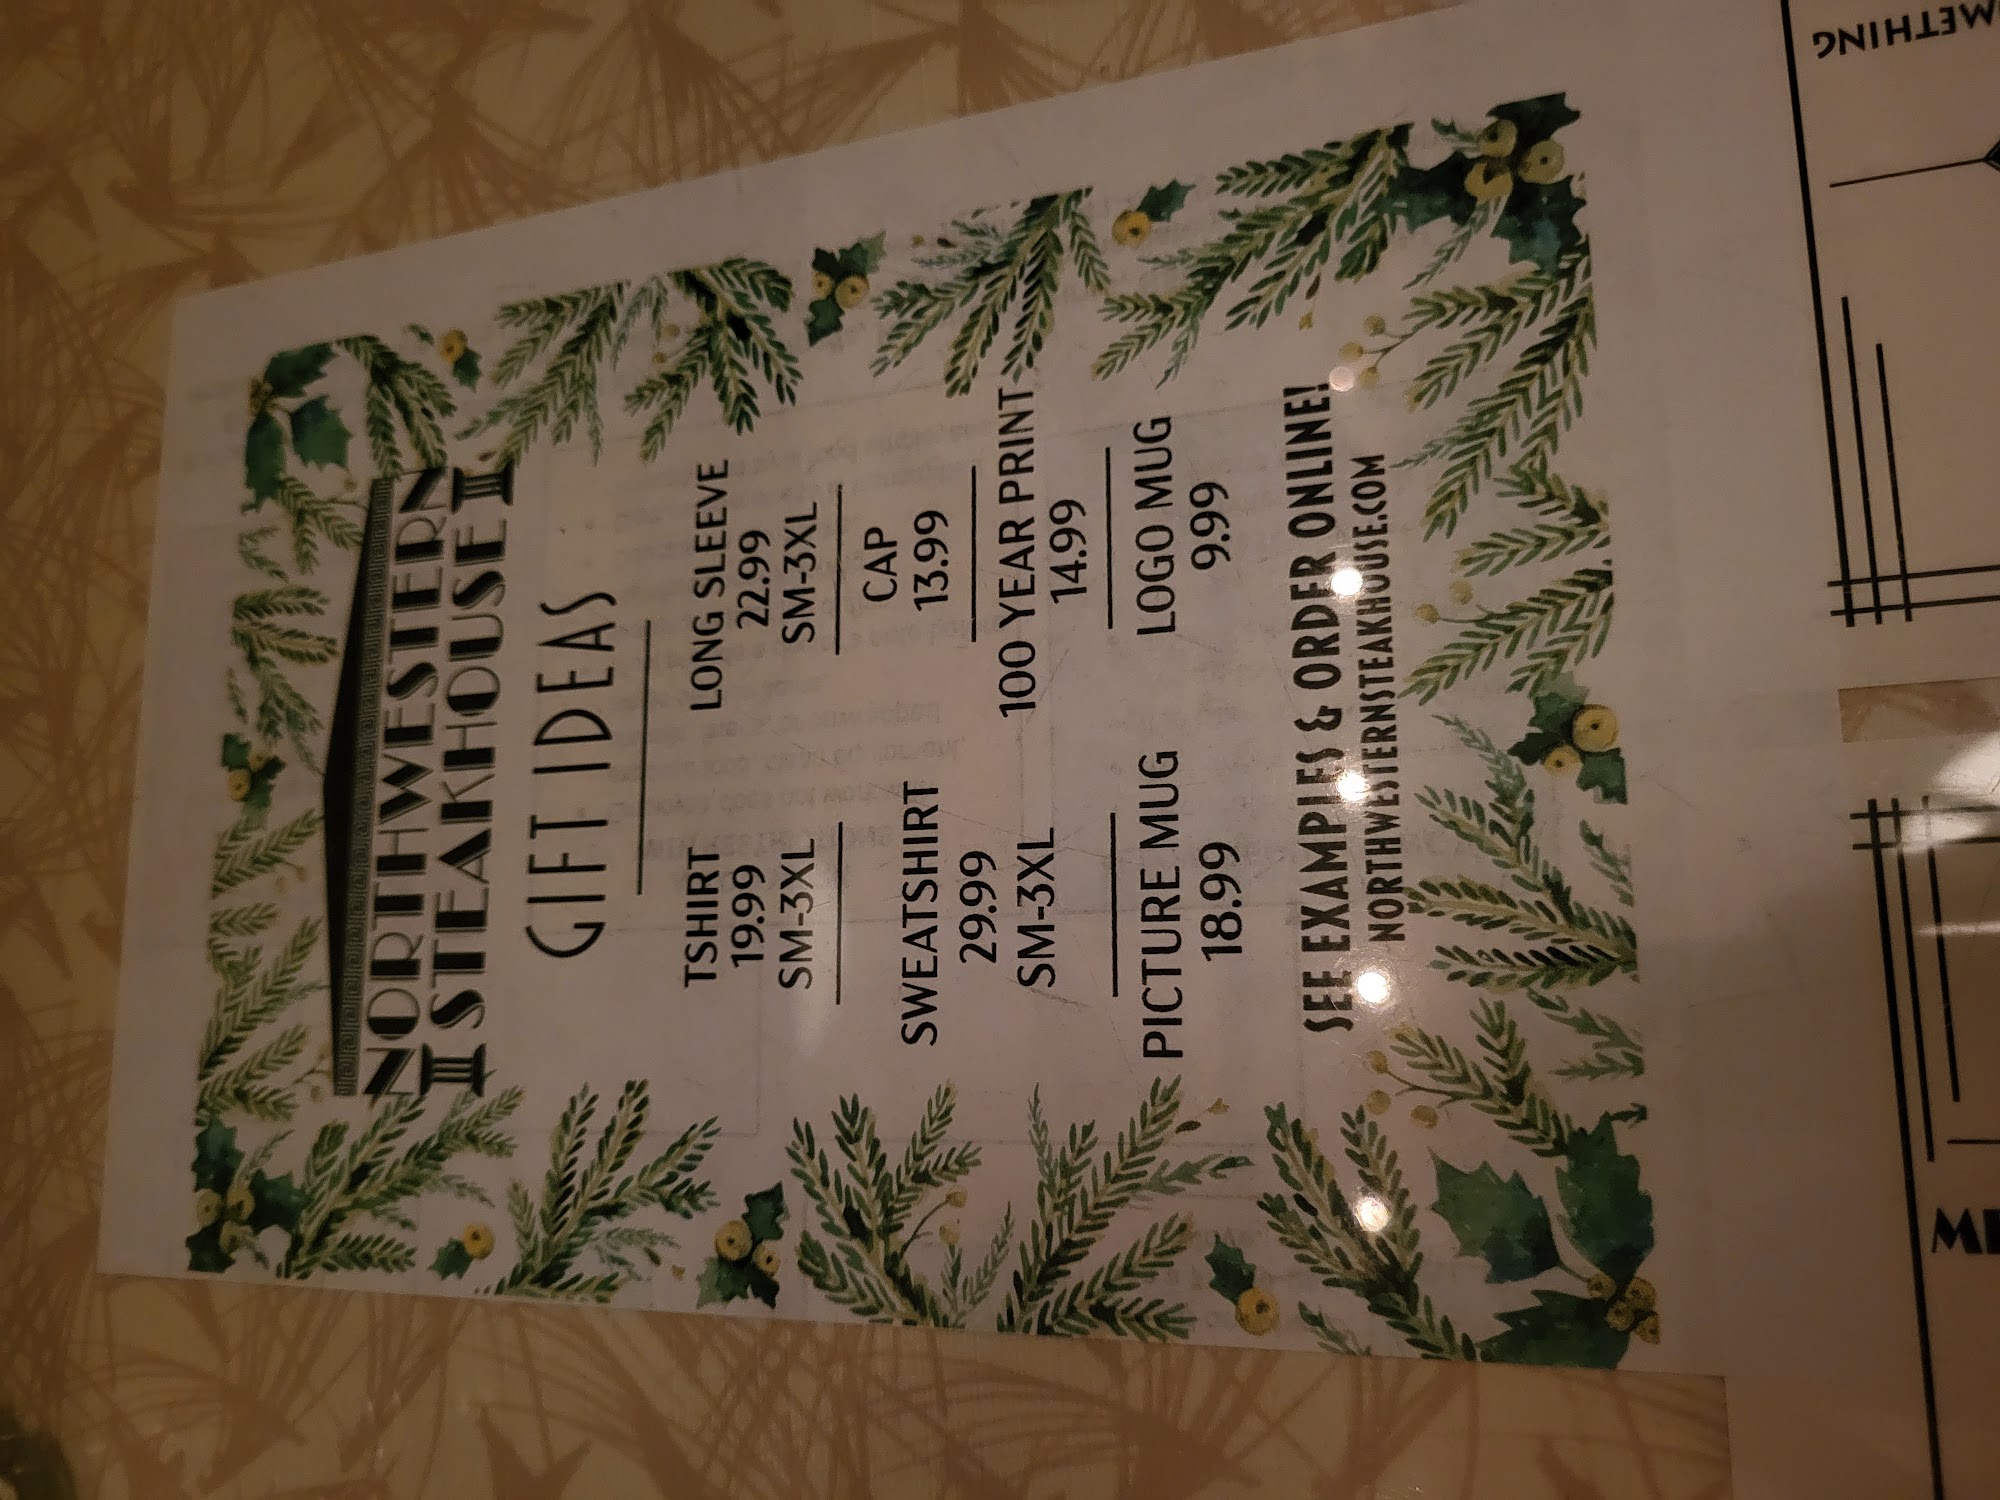 NORTHWESTERN
STEAKHOUSE
GIFT IDEAS
TSHIRT
19.99
SM-3XL
LONG SLEEVE
22.99
SM-3XL
SWEATSHIRT
29.99
SM-3XL
CAP
13.99
100 YEAR PRINT
14.99
PICTURE MUG
18.99
LOGO MUG
9.99
SEE EXAMPLES & ORDER ONLINE!
NORTHWESTERNSTEAKHOUSE.COM